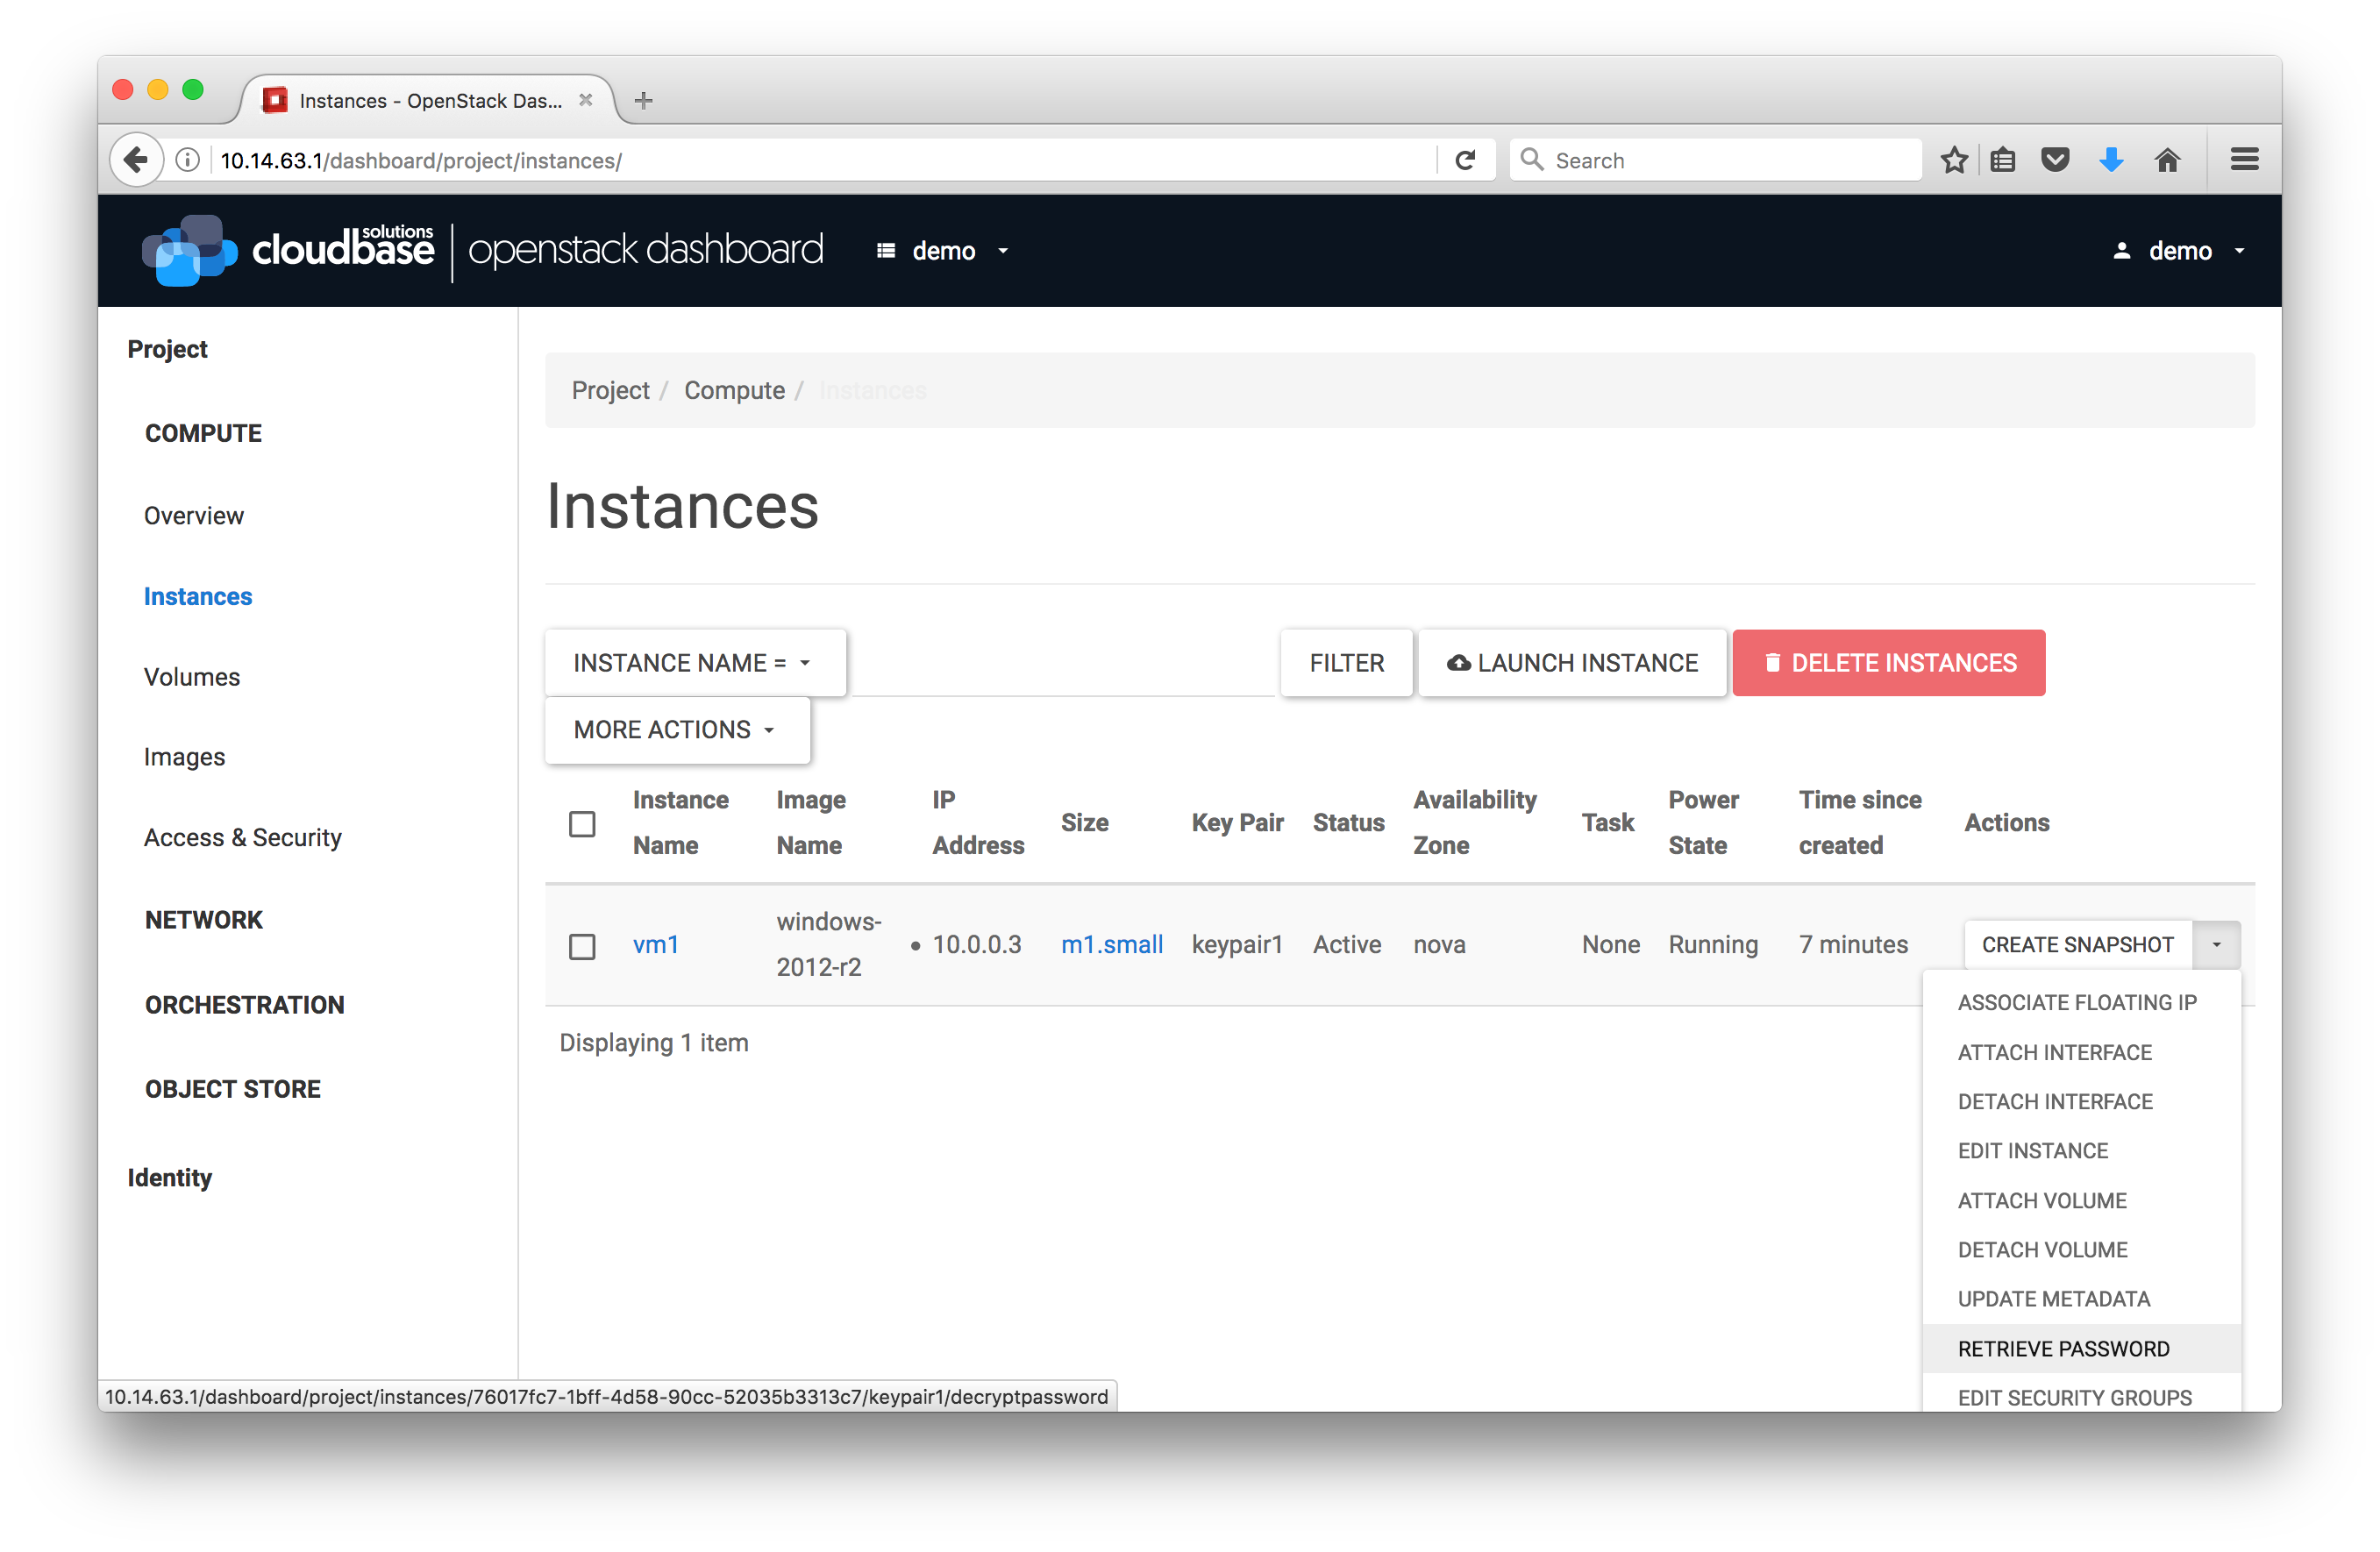 Instances - OpenStack Das...
10.14.63.1/dashboard/project/instances/
Search
cloudbase solutions | openstack dashboard
demo
demo
Project
COMPUTE
Overview
Instances
Volumes
Images
Access & Security
NETWORK
ORCHESTRATION
OBJECT STORE
Identity
Project / Compute / Instances
Instances
INSTANCE NAME =
FILTER
LAUNCH INSTANCE
DELETE INSTANCES
MORE ACTIONS
Instance Name
Image Name
IP Address
Size
Key Pair
Status
Availability Zone
Task
Power State
Time since created
Actions
vm1
windows-
2012-r2
• 10.0.0.3
m1.small
keypair1
Active
nova
None
Running
7 minutes
CREATE SNAPSHOT
Displaying 1 item
ASSOCIATE FLOATING IP
ATTACH INTERFACE
DETACH INTERFACE
EDIT INSTANCE
ATTACH VOLUME
DETACH VOLUME
UPDATE METADATA
RETRIEVE PASSWORD
EDIT SECURITY GROUPS
10.14.63.1/dashboard/project/instances/76017fc7-1bff-4d58-90cc-52035b3313c7/keypair1/decryptpassword